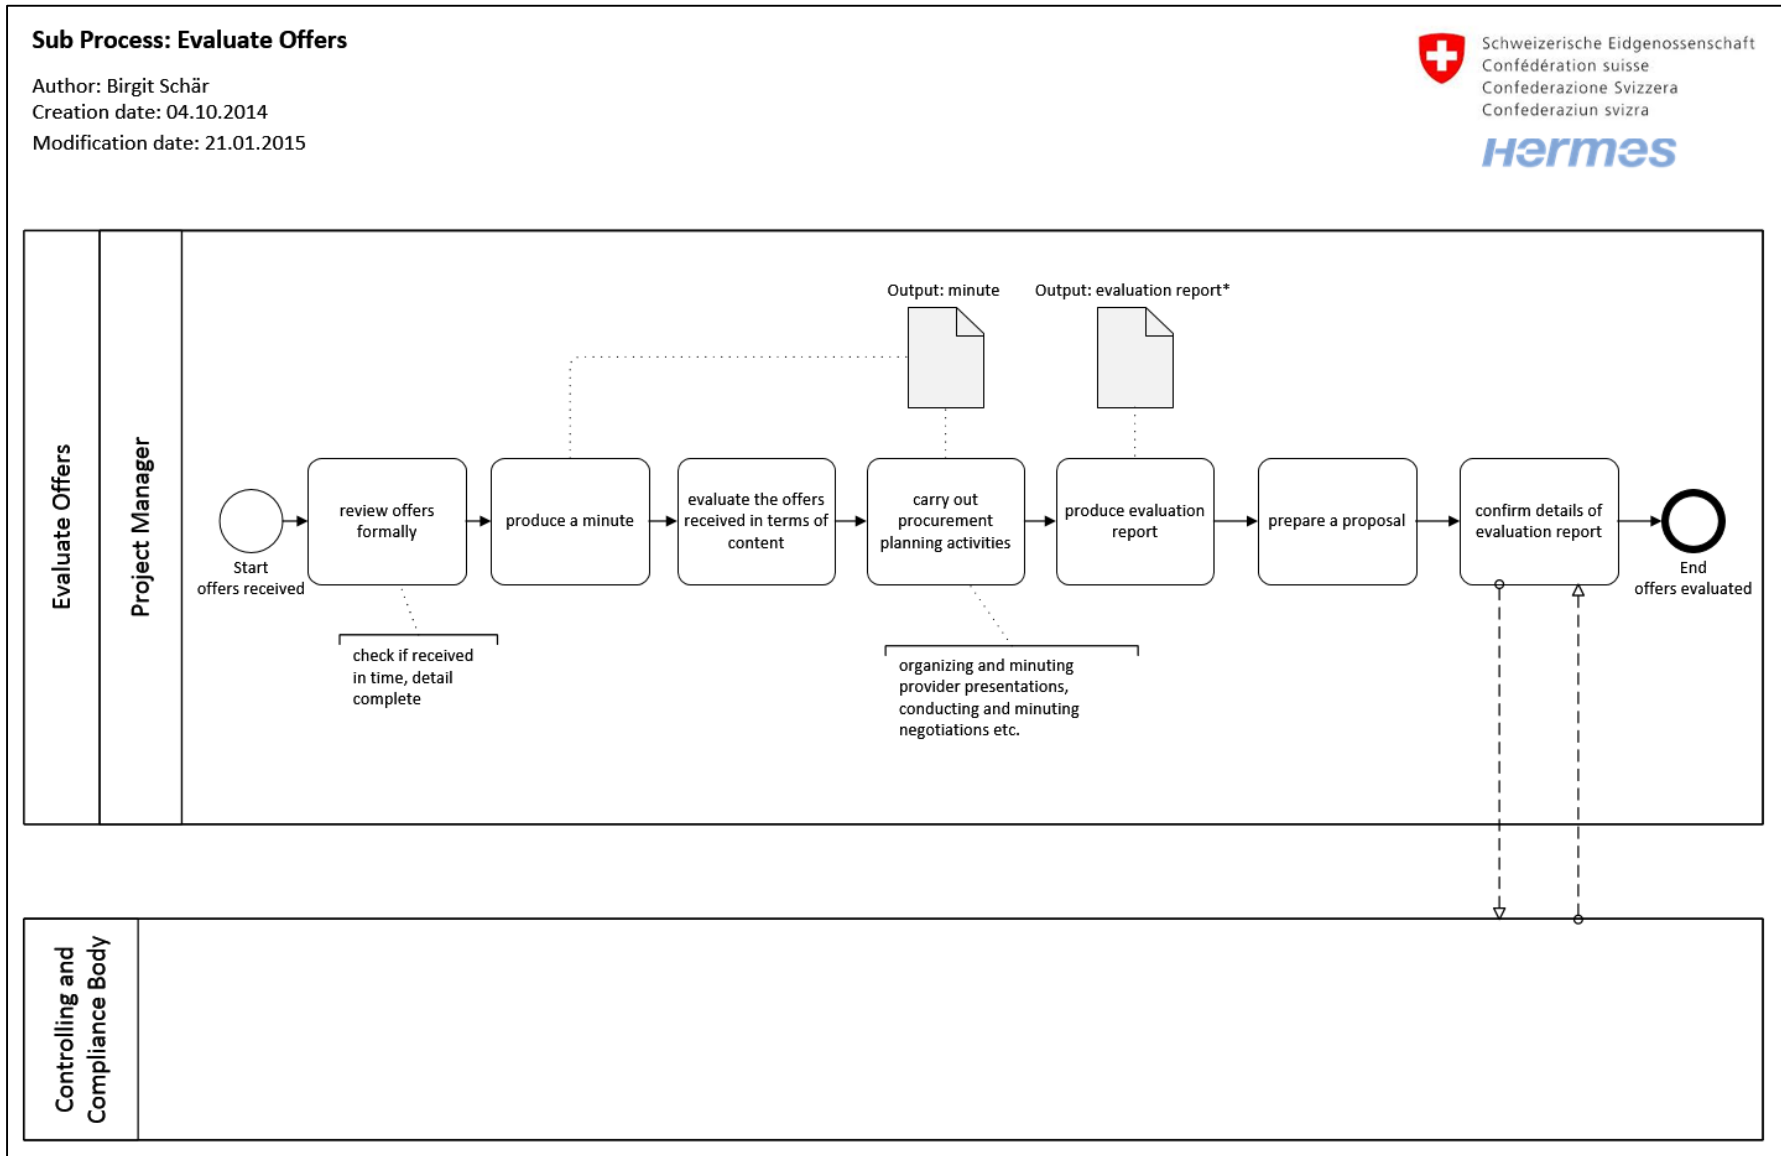 Sub Process: Evaluate Offers
Author: Birgit Schär
Creation date: 04.10.2014
Modification date: 21.01.2015
Schweizerische Eidgenossenschaft
Confédération suisse
Confederazione Svizzera
Confederaziun svizra
Hermes
Evaluate Offers
Project Manager
Output: minute
Output: evaluation report*
Start
offers received
review offers
formally
produce a minute
evaluate the offers
received in terms of
content
carry out
procurement
planning activities
produce evaluation
report
prepare a proposal
confirm details of
evaluation report
End
offers evaluated
check if received
in time, detail
complete
organizing and minuting
provider presentations,
conducting and minuting
negotiations etc.
Controlling and
Compliance Body